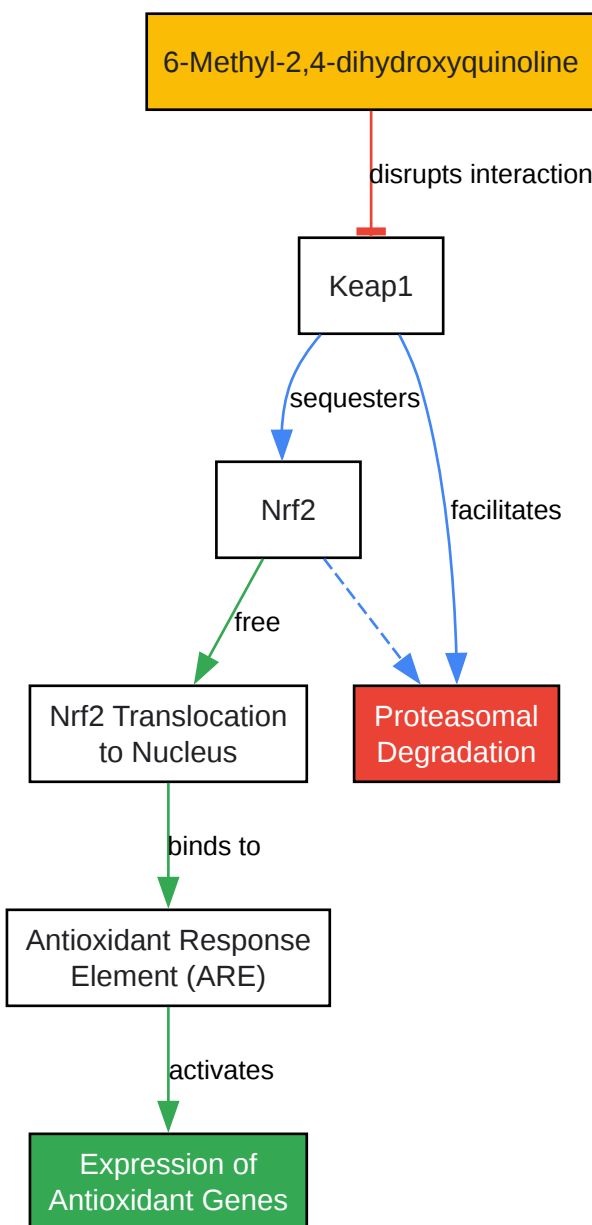 6-Methyl-2,4-dihydroxyquinoline
disrupts interaction
Keap1
sequesters
Nrf2
facilitates
free
Nrf2 Translocation
to Nucleus
Proteasomal
Degradation
binds to
Antioxidant Response
Element (ARE)
activates
Expression of
Antioxidant Genes